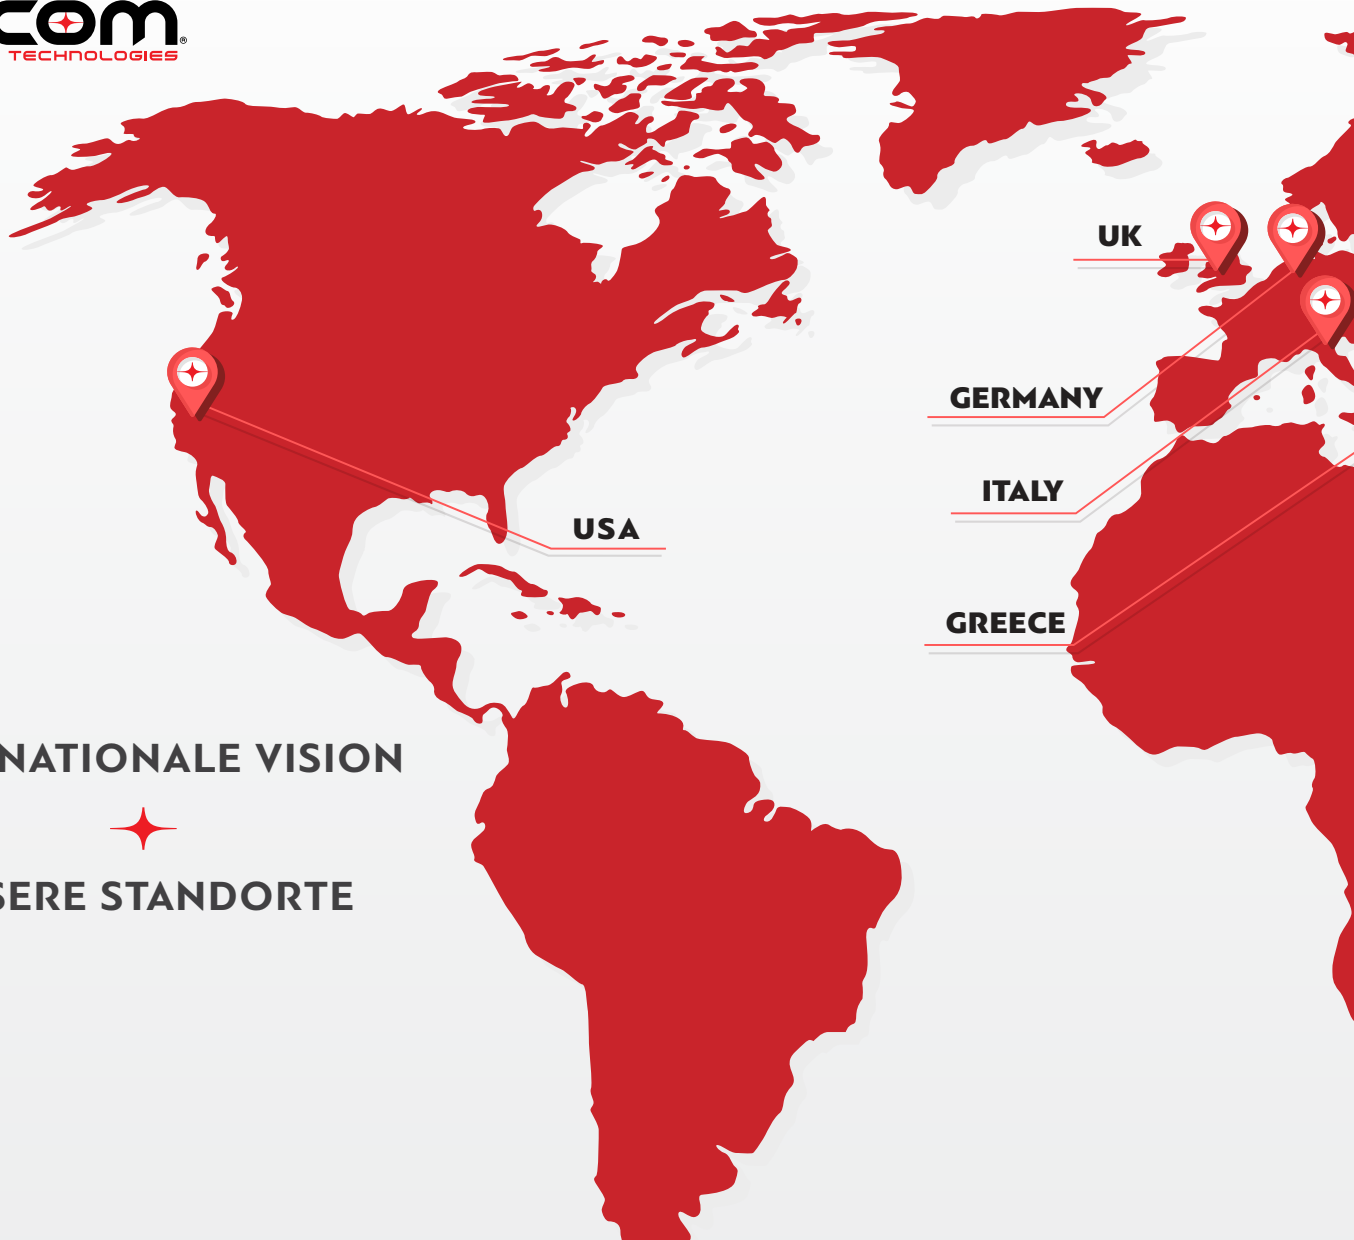 COM®
TECHNOLOGIES
UK
GERMANY
ITALY
USA
GREECE
NATIONALE VISION
SERE STANDORTE